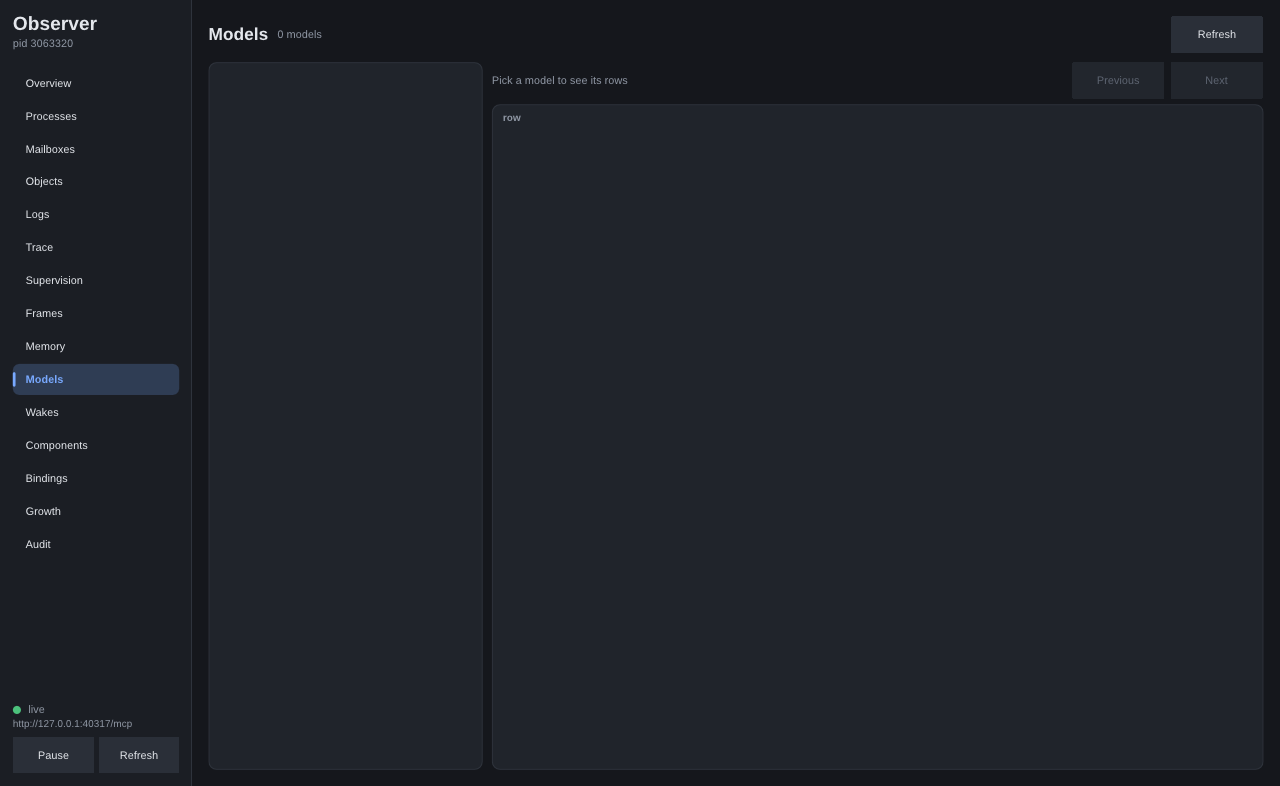 Observer
pid 3063320
Overview
Processes
Mailboxes
Objects
Logs
Trace
Supervision
Frames
Memory
Models
Wakes
Components
Bindings
Growth
Audit
live
http://127.0.0.1:40317/mcp
Pause Refresh
Models 0 models Refresh
Pick a model to see its rows Previous Next
row